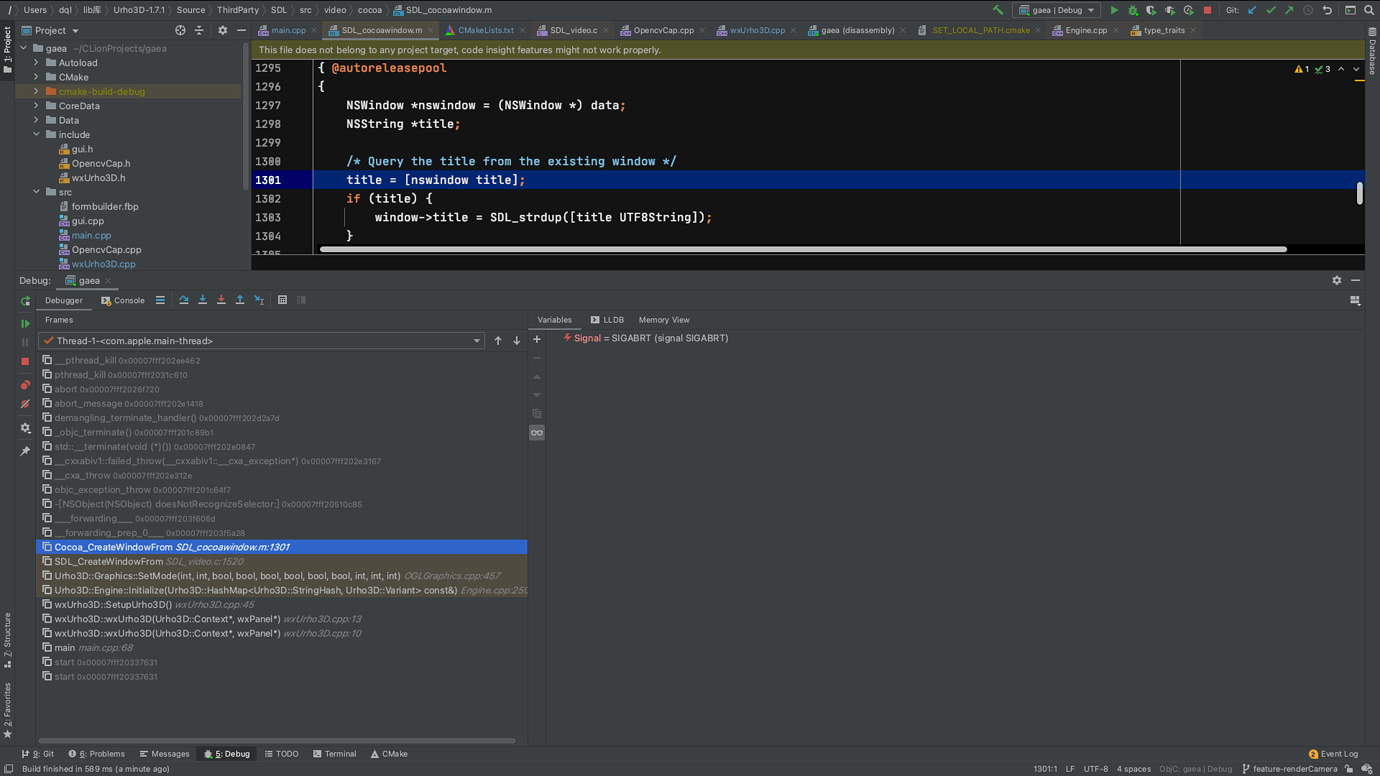 / Users dql lib库 Urho3D-1.7.1 Source ThirdParty SDL src video cocoa SDL_cocoawindow.m
gaea | Debug
Git:
Project
main.cpp SDL_cocoawindow.m CMakeLists.txt SDL_video.c OpencvCap.cpp wxUrho3D.cpp gaea (disassembly) .SET_LOCAL_PATH.cmake Engine.cpp type_traits
1: Project
Database
gaea ~/CLionProjects/gaea
Autoload
CMake
cmake-build-debug
CoreData
Data
include
gui.h
OpencvCap.h
wxUrho3D.h
src
formbuilder.fbp
gui.cpp
main.cpp
OpencvCap.cpp
wxUrho3D.cpp
This file does not belong to any project target, code insight features might not work properly.
1 3
1295 { @autoreleasepool
1296 {
1297 NSWindow *nswindow = (NSWindow *) data;
1298 NSString *title;
1299
1300 /* Query the title from the existing window */
1301 title = [nswindow title];
1302 if (title) {
1303 window->title = SDL_strdup([title UTF8String]);
1304 }
1305
Debug: gaea
Debugger Console
Frames
Variables LLDB Memory View
Thread-1-<com.apple.main-thread>
Signal = SIGABRT (signal SIGABRT)
__pthread_kill 0x00007fff202ee462
pthread_kill 0x00007fff2031c610
abort 0x00007fff2026f720
abort_message 0x00007fff202e1418
demangling_terminate_handler() 0x00007fff202d2a7d
_objc_terminate() 0x00007fff201c89b1
std::__terminate(void (*)()) 0x00007fff202e0847
__cxxabiv1::failed_throw(__cxxabiv1::__cxa_exception*) 0x00007fff202e3167
__cxa_throw 0x00007fff202e312e
objc_exception_throw 0x00007fff201c64f7
-[NSObject(NSObject) doesNotRecognizeSelector:] 0x00007fff20510c85
___forwarding___ 0x00007fff203f606d
__forwarding_prep_0___ 0x00007fff203f5a28
Cocoa_CreateWindowFrom SDL_cocoawindow.m:1301
SDL_CreateWindowFrom SDL_video.c:1520
Urho3D::Graphics::SetMode(int, int, bool, bool, bool, bool, bool, bool, int, int, int) OGLGraphics.cpp:457
Urho3D::Engine::Initialize(Urho3D::HashMap<Urho3D::StringHash, Urho3D::Variant> const&) Engine.cpp:250
wxUrho3D::SetupUrho3D() wxUrho3D.cpp:45
wxUrho3D::wxUrho3D(Urho3D::Context*, wxPanel*) wxUrho3D.cpp:13
wxUrho3D::wxUrho3D(Urho3D::Context*, wxPanel*) wxUrho3D.cpp:10
main main.cpp:68
start 0x00007fff20337631
start 0x00007fff20337631
Z: Structure
2: Favorites
9: Git 6: Problems Messages 5: Debug TODO Terminal CMake
2 Event Log
Build finished in 589 ms (a minute ago)
1301:1 LF UTF-8 4 spaces ObjC: gaea | Debug feature-renderCamera